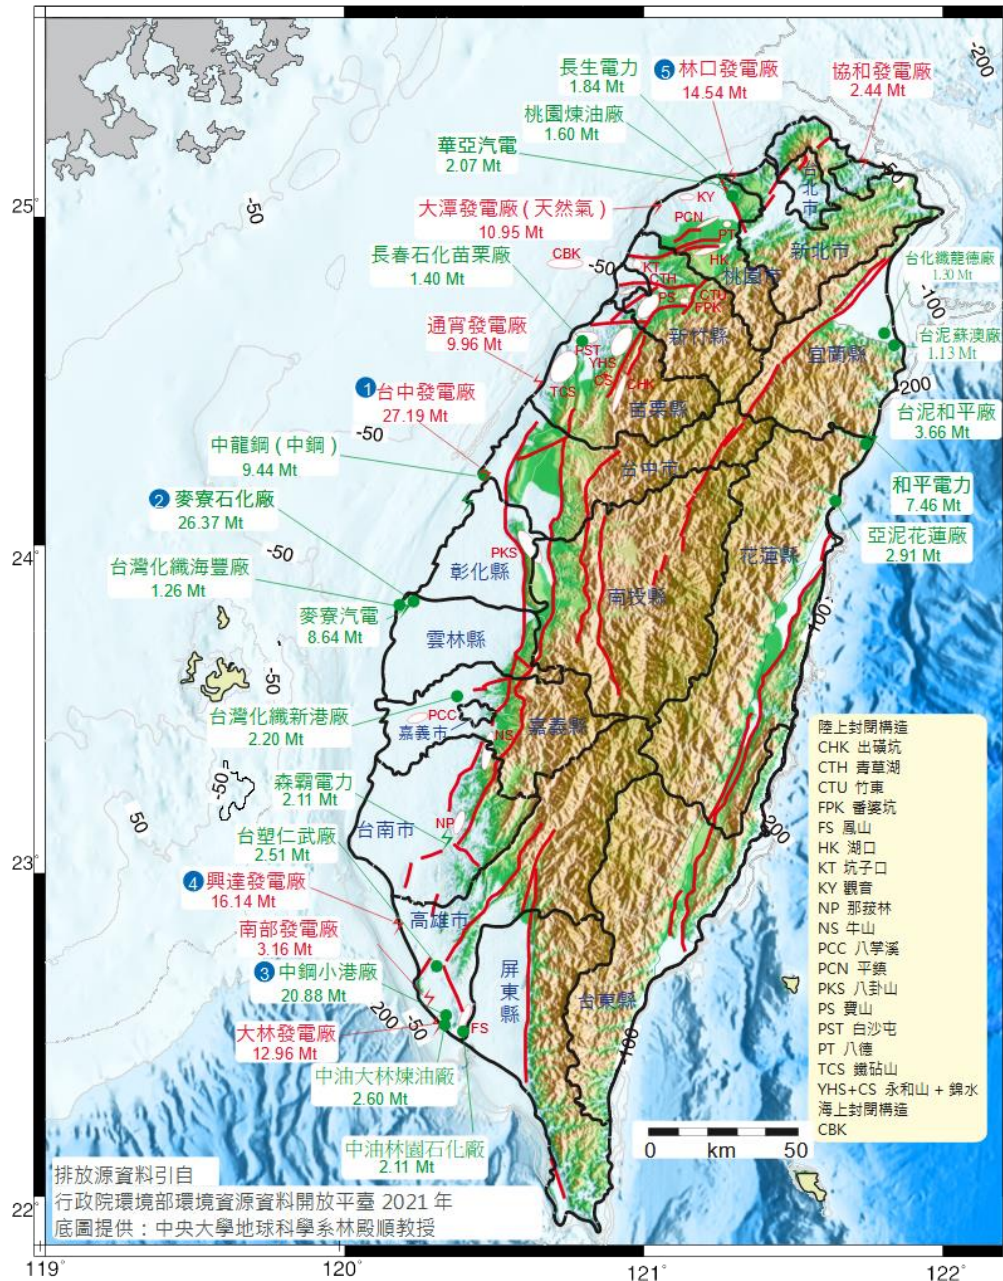 長生電力
1.84 Mt
⑤ 林口發電廠
14.54 Mt
協和發電廠
2.44 Mt
-200
桃園煉油廠
1.60 Mt
華亞汽電
2.07 Mt
-50
台北市
25°
-50
大潭發電廠 ( 天然氣 )
10.95 Mt
KY
PCN
PT
HK
新北市
長春石化苗栗廠
1.40 Mt
CBK
-50
KT
CTH
桃園市
台化纖龍德廠
1.30 Mt
-100
PS
CTU
FPK
通宵發電廠
9.96 Mt
新竹縣
宜蘭縣
台泥蘇澳廠
1.13 Mt
PST
YHS
CS
CHK
TCS
① 台中發電廠
27.19 Mt
苗栗縣
200
台泥和平廠
3.66 Mt
-50
中龍鋼 ( 中鋼 )
9.44 Mt
台中市
和平電力
7.46 Mt
② 麥寮石化廠
26.37 Mt
亞泥花蓮廠
2.91 Mt
24°
-50
PKS
彰化縣
花蓮縣
台灣化纖海豐廠
1.26 Mt
南投縣
100
麥寮汽電
8.64 Mt
雲林縣
-50
台灣化纖新港廠
2.20 Mt
PCC
嘉義市
NS
嘉義縣
-50
50
森霸電力
2.11 Mt
台南市
NP
200
台塑仁武廠
2.51 Mt
23°
④ 興達發電廠
16.14 Mt
高雄市
南部發電廠
3.16 Mt
③ 中鋼小港廠
20.88 Mt
屏東縣
台東縣
200
-50
FS
-100
大林發電廠
12.96 Mt
中油大林煉油廠
2.60 Mt
中油林園石化廠
2.11 Mt
陸上封閉構造
CHK 出磺坑
CTH 青草湖
CTU 竹東
FPK 番婆坑
FS 鳳山
HK 湖口
KT 坑子口
KY 觀音
NP 那菝林
NS 牛山
PCC 八掌溪
PCN 平鎮
PKS 八卦山
PS 寶山
PST 白沙屯
PT 八德
TCS 鐵砧山
YHS+CS 永和山 + 錦水
海上封閉構造
CBK
0 km 50
排放源資料引自
行政院環境部環境資源資料開放平臺 2021 年
底圖提供：中央大學地球科學系林殿順教授
22°
119°
120°
121°
122°